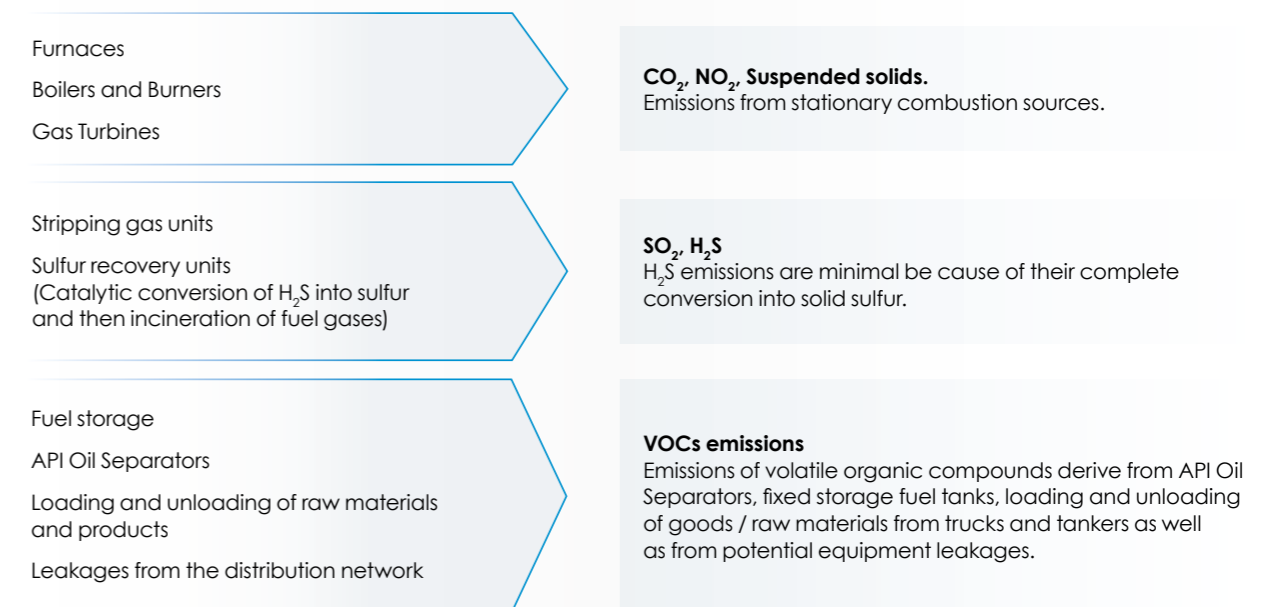 Furnaces
Boilers and Burners
Gas Turbines
CO₂, NO₂, Suspended solids.
Emissions from stationary combustion sources.
Stripping gas units
Sulfur recovery units
(Catalytic conversion of H₂S into sulfur
and then incineration of fuel gases)
SO₂, H₂S
H₂S emissions are minimal be cause of their complete
conversion into solid sulfur.
Fuel storage
API Oil Separators
Loading and unloading of raw materials
and products
Leakages from the distribution network
VOCs emissions
Emissions of volatile organic compounds derive from API Oil
Separators, fixed storage fuel tanks, loading and unloading
of goods / raw materials from trucks and tankers as well
as from potential equipment leakages.